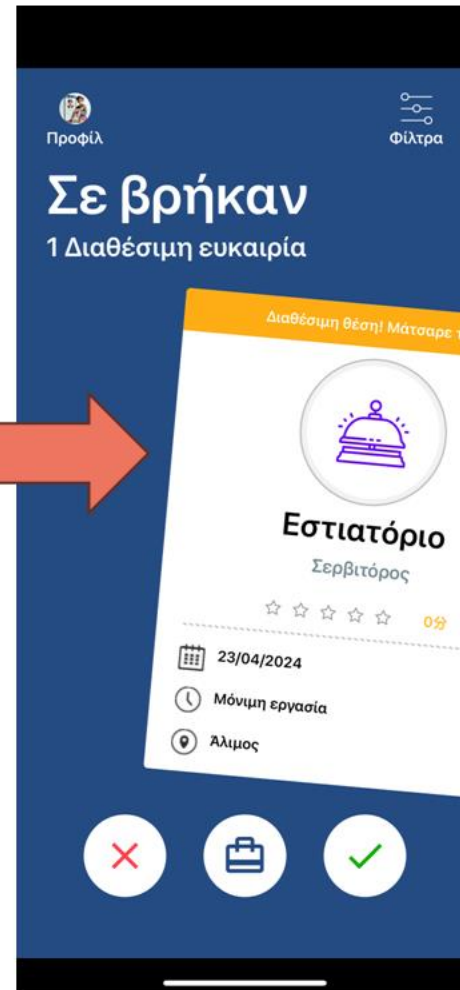 Προφίλ
Φίλτρα
Σε βρήκαν
1 Διαθέσιμη ευκαιρία
Διαθέσιμη θέση! Μάτσαρε
Εστιατόριο
Σερβιτόρος
0分
23/04/2024
Μόνιμη εργασία
Άλιμος